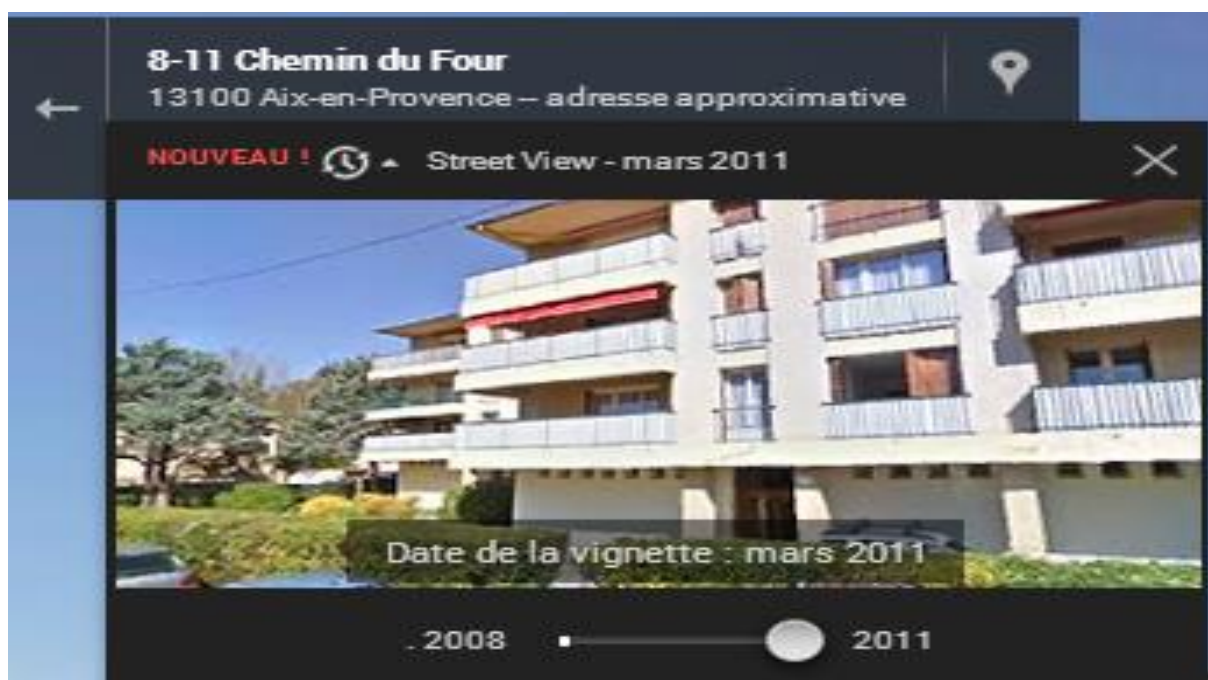 8-11 Chemin du Four
13100 Aix-en-Provence – adresse approximative
NOUVEAU ! Street View - mars 2011
Date de la vignette : mars 2011
. 2008 2011